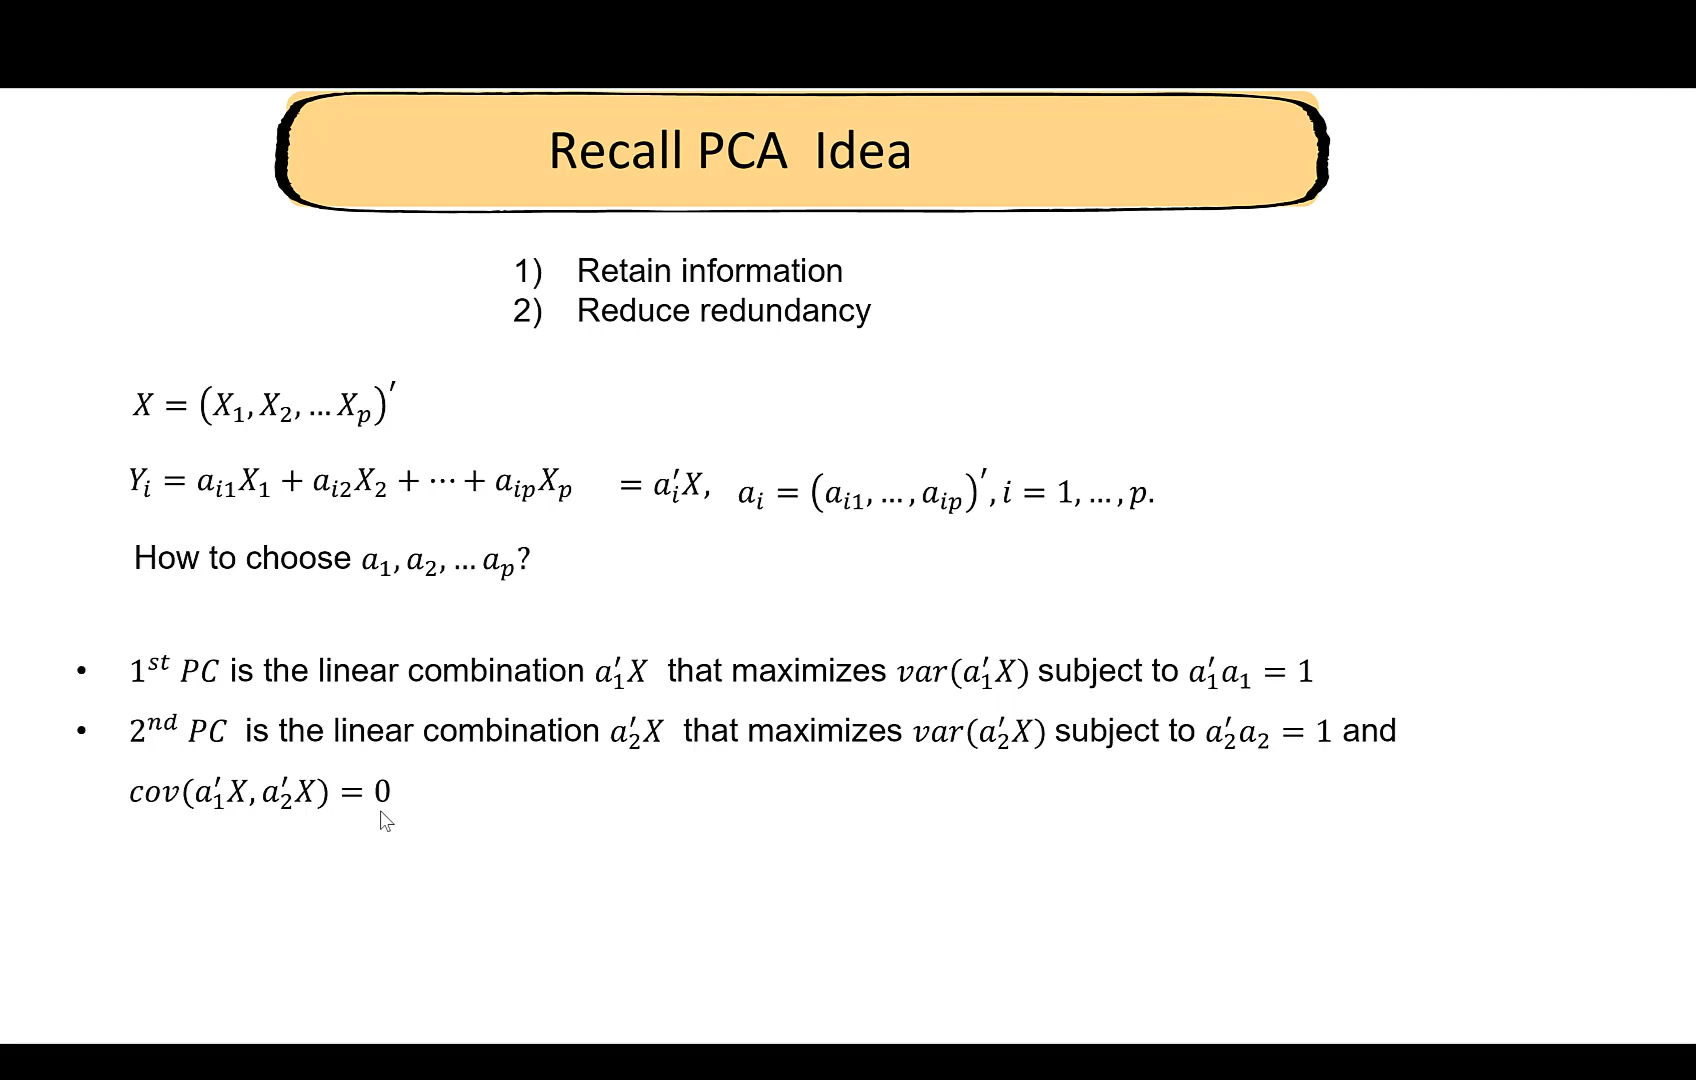 Recall PCA Idea
1) Retain information
2) Reduce redundancy
X = (X₁, X₂, … Xₚ)′
Yᵢ = aᵢ₁X₁ + aᵢ₂X₂ + ⋯ + aᵢₚXₚ = aᵢ′X, aᵢ = (aᵢ₁, …, aᵢₚ)′, i = 1, …, p.
How to choose a₁, a₂, … aₚ?
• 1ˢᵗ PC is the linear combination a₁′X that maximizes var(a₁′X) subject to a₁′a₁ = 1
• 2ⁿᵈ PC is the linear combination a₂′X that maximizes var(a₂′X) subject to a₂′a₂ = 1 and
cov(a₁′X, a₂′X) = 0